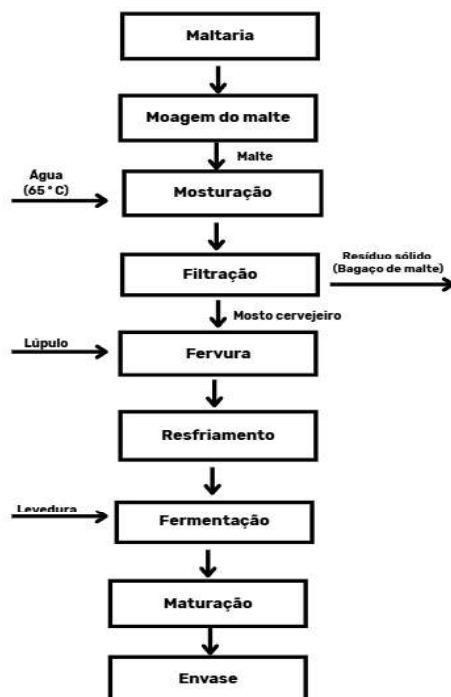 Maltaria
Moagem do malte
Malte
Água
(65 °C)
Mosturação
Filtração
Resíduo sólido
(Bagaço de malte)
Mosto cervejeiro
Lúpulo
Fervura
Resfriamento
Levedura
Fermentação
Maturação
Envase